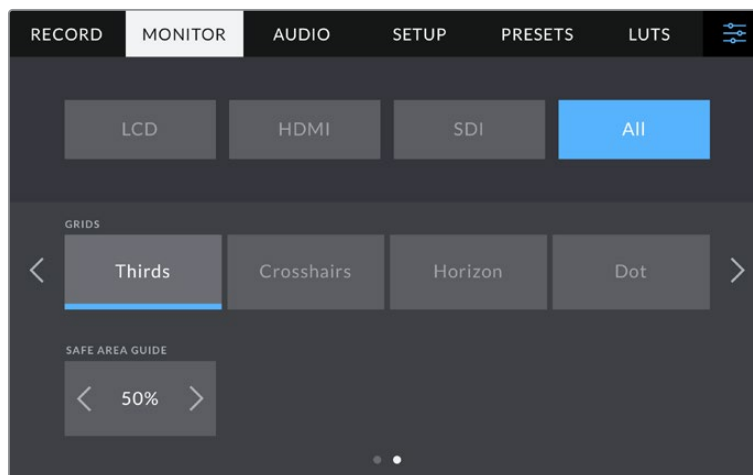 RECORD MONITOR AUDIO SETUP PRESETS LUTS
LCD HDMI SDI All
GRIDS
Thirds Crosshairs Horizon Dot
SAFE AREA GUIDE
50%